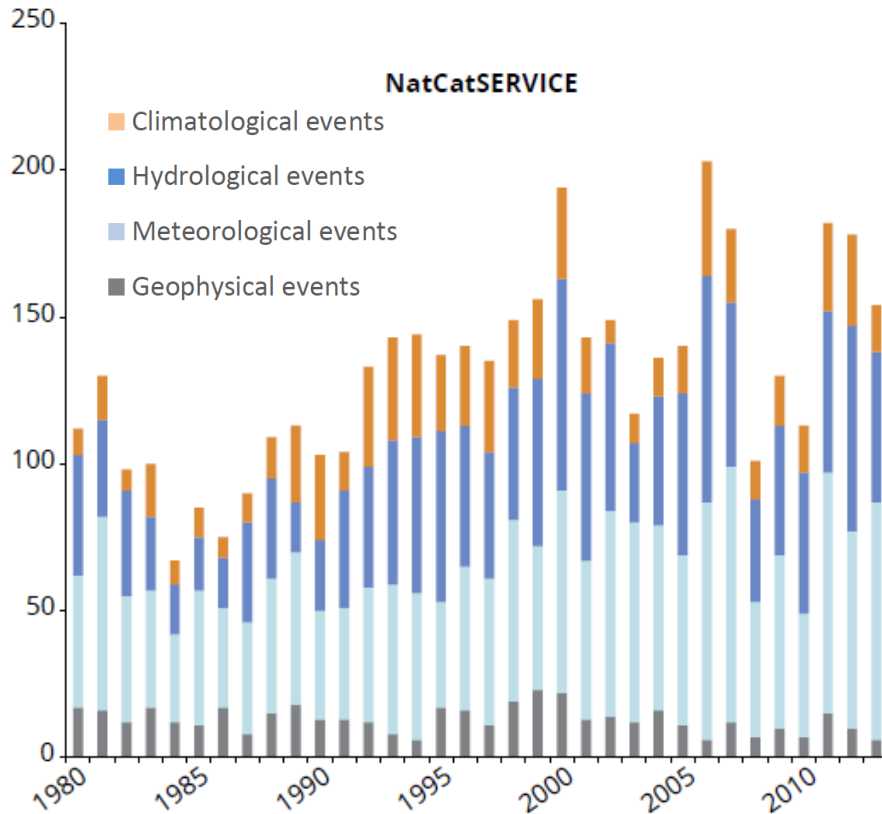 250
NatCatSERVICE
Climatological events
200
Hydrological events
Meteorological events
Geophysical events
150
100
50
0
1980
1985
1990
1995
2000
2005
2010